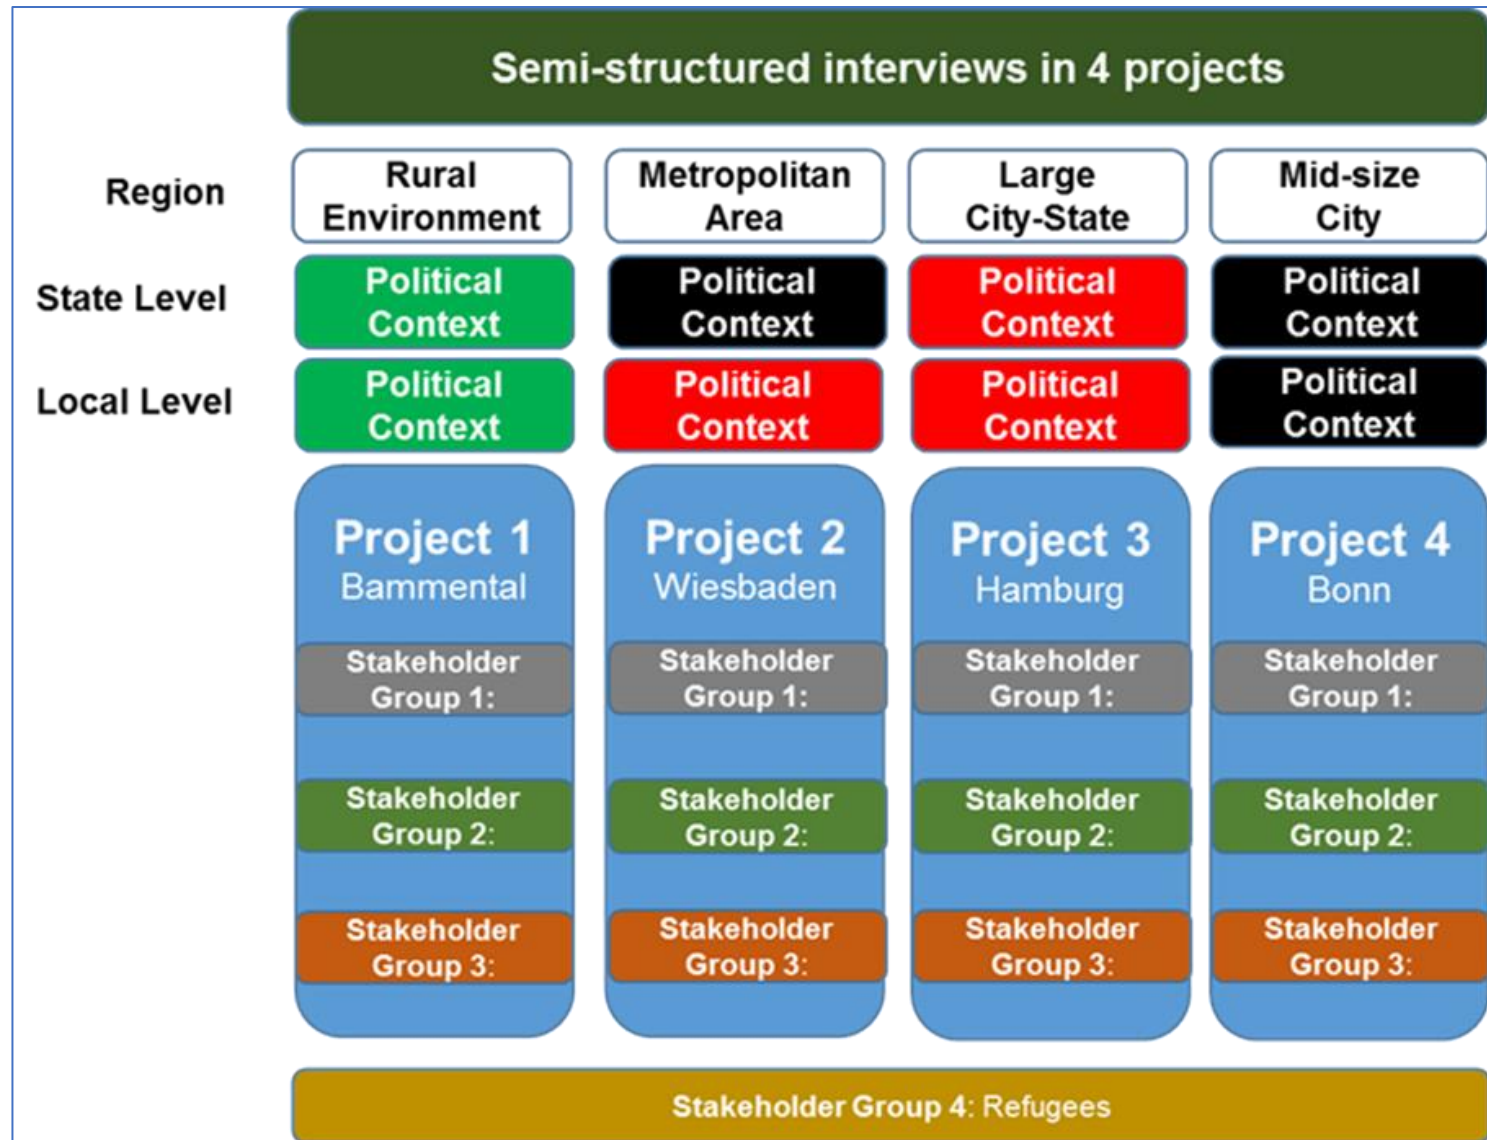 Semi-structured interviews in 4 projects
Region
Rural
Environment
Metropolitan
Area
Large
City-State
Mid-size
City
State Level
Political
Context
Political
Context
Political
Context
Political
Context
Local Level
Political
Context
Political
Context
Political
Context
Political
Context
Project 1
Bammental
Stakeholder
Group 1:
Stakeholder
Group 2:
Stakeholder
Group 3:
Project 2
Wiesbaden
Stakeholder
Group 1:
Stakeholder
Group 2:
Stakeholder
Group 3:
Project 3
Hamburg
Stakeholder
Group 1:
Stakeholder
Group 2:
Stakeholder
Group 3:
Project 4
Bonn
Stakeholder
Group 1:
Stakeholder
Group 2:
Stakeholder
Group 3:
Stakeholder Group 4: Refugees